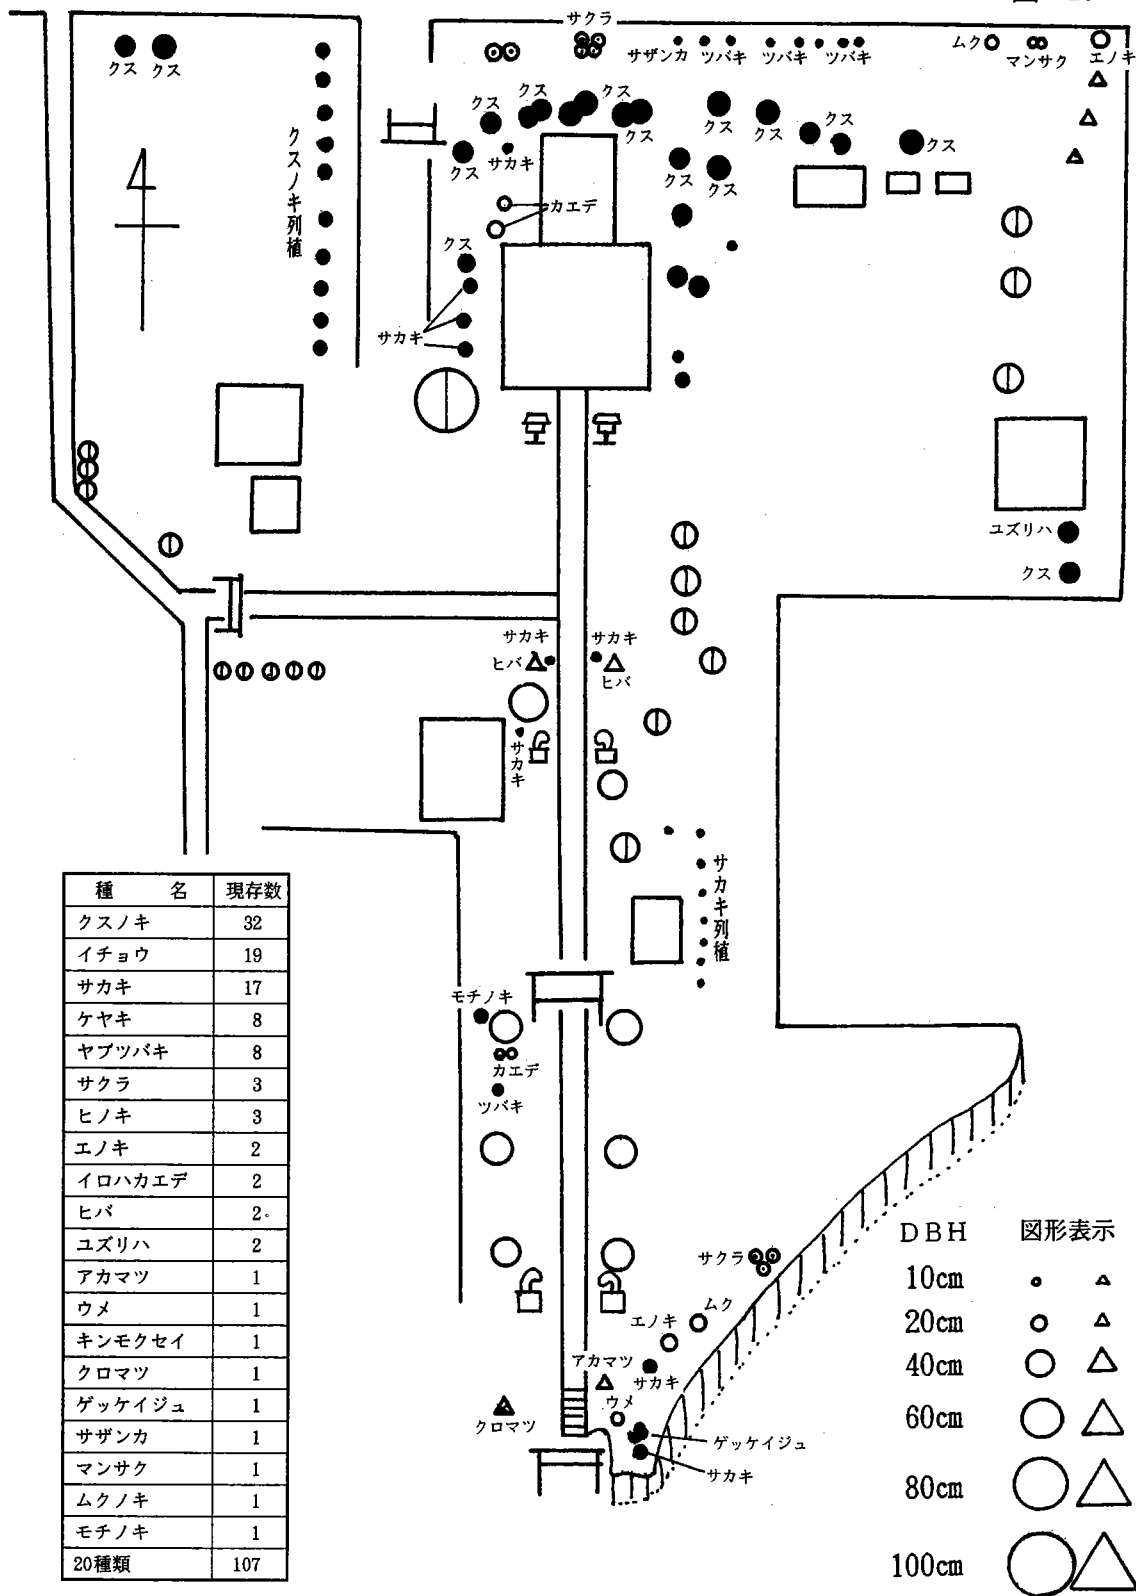 サクラ
クス
クス
サザンカ
ツバキ
ツバキ
ツバキ
ムク
マンサク
エノキ
クスノキ列植
クス
クス
クス
クス
クス
クス
クス
クス
サカキ
クス
クス
クス
カエデ
クス
サカキ
ユズリハ
クス
サカキ
サカキ
ヒバ
ヒバ
サカキ
サカキ列植
モチノキ
カエデ
ツバキ
サクラ
ムク
エノキ
アカマツ
サカキ
ウメ
クロマツ
ゲッケイジュ
サカキ
種 名 現存数
クスノキ 32
イチョウ 19
サカキ 17
ケヤキ 8
ヤブツバキ 8
サクラ 3
ヒノキ 3
エノキ 2
イロハカエデ 2
ヒバ 2
ユズリハ 2
アカマツ 1
ウメ 1
キンモクセイ 1
クロマツ 1
ゲッケイジュ 1
サザンカ 1
マンサク 1
ムクノキ 1
モチノキ 1
20種類 107
DBH 図形表示
10cm
20cm
40cm
60cm
80cm
100cm